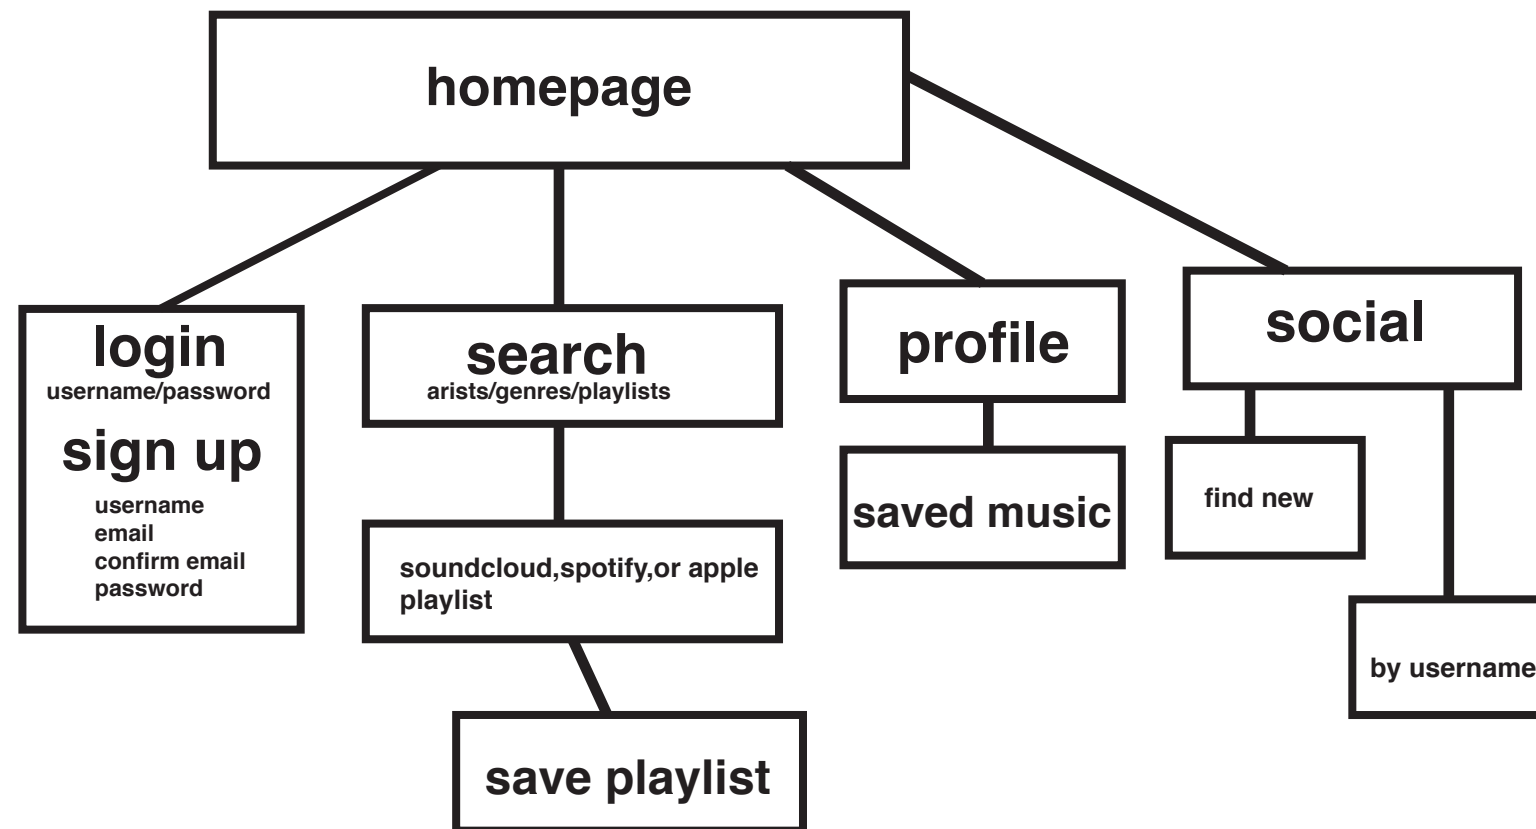 homepage
login
username/password
sign up
username
email
confirm email
password
search
arists/genres/playlists
soundcloud,spotify,or apple
playlist
save playlist
profile
saved music
social
find new
by username